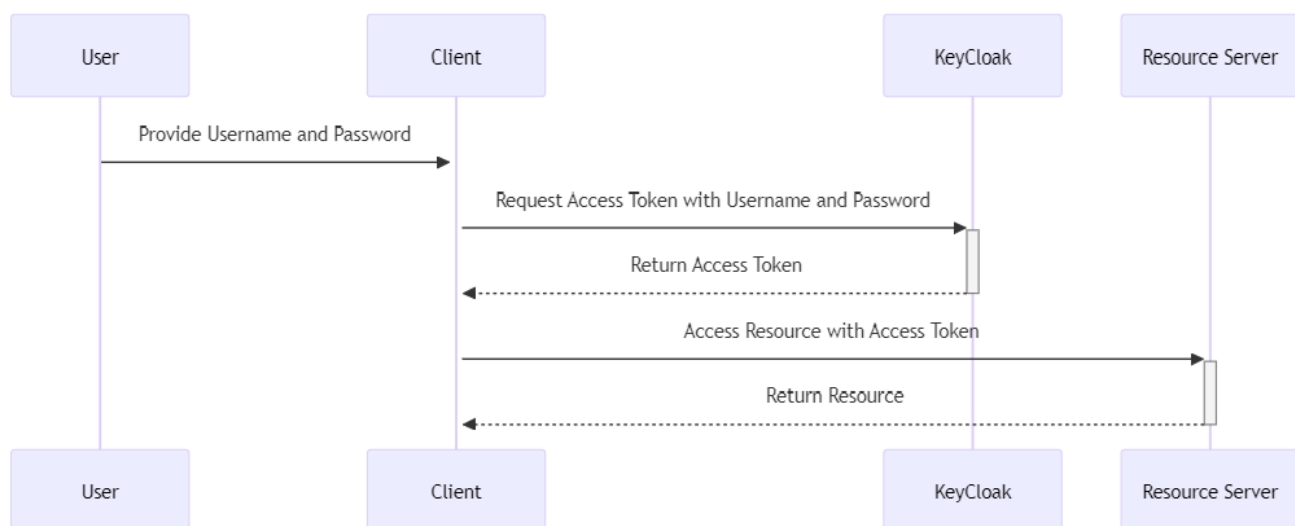 User
Client
KeyCloak
Resource Server
Provide Username and Password
Request Access Token with Username and Password
Return Access Token
Access Resource with Access Token
Return Resource
User
Client
KeyCloak
Resource Server